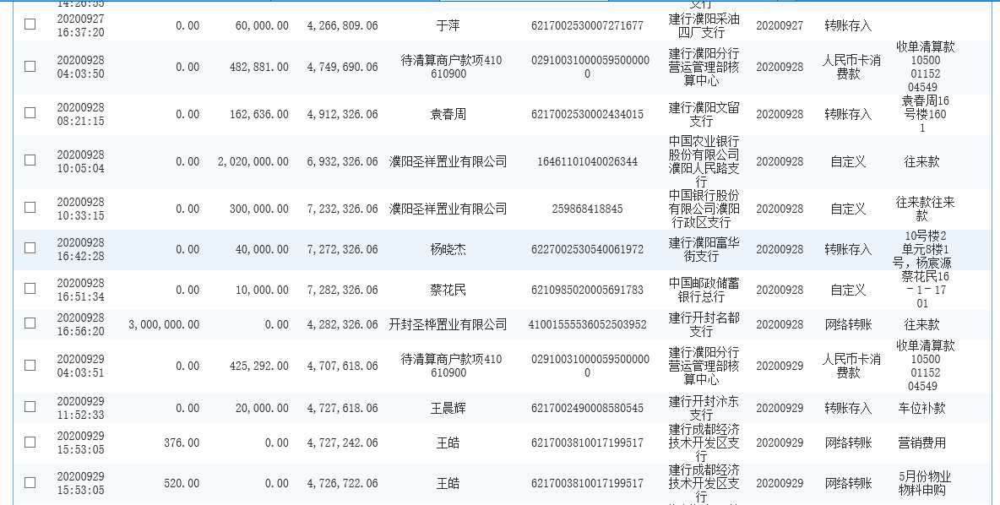 14:26:55 支行
20200927 16:37:20 0.00 60,000.00 4,266,809.06 于萍 6217002530007271677 建行濮阳采油四厂支行 20200927 转账存入
20200928 04:03:50 0.00 482,881.00 4,749,690.06 待清算商户款项410610900 02910031000059500000 0 建行濮阳分行营运管理部核算中心 20200928 人民币卡消费款 收单清算款 10500 01152 04549
20200928 08:21:15 0.00 162,636.00 4,912,326.06 袁春周 6217002530002434015 建行濮阳文留支行 20200928 转账存入 袁春周16号楼1601
20200928 10:05:04 0.00 2,020,000.00 6,932,326.06 濮阳圣祥置业有限公司 16461101040026344 中国农业银行股份有限公司濮阳人民路支行 20200928 自定义 往来款
20200928 10:33:15 0.00 300,000.00 7,232,326.06 濮阳圣祥置业有限公司 259868418845 中国银行股份有限公司濮阳行政区支行 20200928 自定义 往来款往来款
20200928 16:42:28 0.00 40,000.00 7,272,326.06 杨晓杰 6227002530540061972 建行濮阳富华街支行 20200928 转账存入 10号楼2单元8楼1号，杨宸源
20200928 16:51:34 0.00 10,000.00 7,282,326.06 蔡花民 6210985020005691783 中国邮政储蓄银行总行 20200928 自定义 蔡花民16－1－1701
20200928 16:56:20 3,000,000.00 0.00 4,282,326.06 开封圣桦置业有限公司 41001555536052503952 建行开封名都支行 20200928 网络转账 往来款
20200929 04:03:51 0.00 425,292.00 4,707,618.06 待清算商户款项410610900 02910031000059500000 0 建行濮阳分行营运管理部核算中心 20200929 人民币卡消费款 收单清算款 10500 01152 04549
20200929 11:52:33 0.00 20,000.00 4,727,618.06 王晨辉 6217002490008580545 建行开封汴东支行 20200929 转账存入 车位补款
20200929 15:53:05 376.00 0.00 4,727,242.06 王皓 6217003810017199517 建行成都经济技术开发区支行 20200929 网络转账 营销费用
20200929 15:53:05 520.00 0.00 4,726,722.06 王皓 6217003810017199517 建行成都经济技术开发区支行 20200929 网络转账 5月份物业物料申购